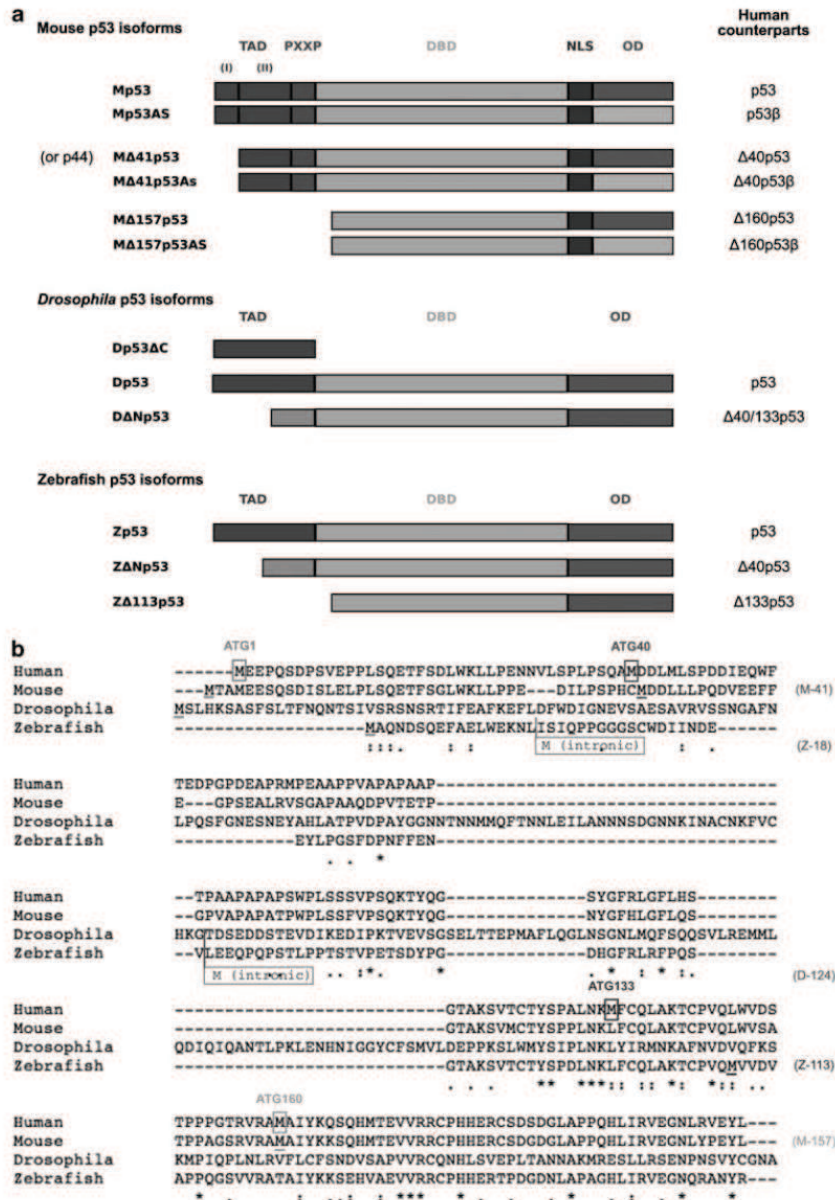 a
Mouse p53 isoforms
Human counterparts
TAD PXXP DBD NLS OD
(I) (II)
Mp53 p53
Mp53AS p53β
(or p44) MΔ41p53 Δ40p53
MΔ41p53As Δ40p53β
MΔ157p53 Δ160p53
MΔ157p53AS Δ160p53β
Drosophila p53 isoforms
TAD DBD OD
Dp53ΔC
Dp53 p53
DΔNp53 Δ40/133p53
Zebrafish p53 isoforms
TAD DBD OD
Zp53 p53
ZΔNp53 Δ40p53
ZΔ113p53 Δ133p53
b
ATG1 ATG40
Human ------MEEPQSDPSVEPPLSQETFSDLWKLLPENNVLSPLPSQAMDDLMLSPDDIEQWF
Mouse ---MTAMEESQSDISLELPLSQETFSGLWKLLPPE---DILPSPHCMDDLLLPQDVEEFF (M-41)
Drosophila MSLHKSASFSLTFNQNTSIVSRSNSRTIFEAFKEFLDFWDIGNEVSAESAVRVSSNGAFN
Zebrafish -------------------MAQNDSQEFAELWEKNLISIQPPGGGSCWDIINDE------
M (intronic) (Z-18)
Human TEDPGPDEAPRMPEAAPPVAPAPAAP----------------------------------
Mouse E---GPSEALRVSGAPAAQDPVTETP----------------------------------
Drosophila LPQSFGNESNEYAHLATPVDPAYGGNNTNNMMQFTNNLEILANNNSDGNNKINACNKFVC
Zebrafish ------------EYLPGSFDPNFFEN----------------------------------
. . *
Human --TPAAPAPAPSWPLSSSVPSQKTYQG--------------SYGFRLGFLHS--------
Mouse --GPVAPAPATPWPLSSFVPSQKTYQG--------------NYGFHLGFLQS--------
Drosophila HKGTDSEDDSTEVDIKEDIPKTVEVSGSELTTEPMAFLQGLNSGNLMQFSQQSVLREMML
Zebrafish --VLEEQPQPSTLPPTSTVPETSDYPG--------------DHGFRLRFPQS--------
M (intronic) (D-124)
ATG133
Human ---------------------------GTAKSVTCTYSPALNKMFCQLAKTCPVQLWVDS
Mouse ---------------------------GTAKSVMCTYSPPLNKLFCQLAKTCPVQLWVSA
Drosophila QDIQIQANTLPKLENHNIGGYCFSMVLDEPPKSLWMYSIPLNKLYIRMNKAFNVDVQFKS
Zebrafish ---------------------------GTAKSVTCTYSPDLNKLFCQLAKTCPVQMVVDV (Z-113)
ATG160
Human TPPPGTRVRAMAIYKQSQHMTEVVRRCPHHERCSDSDGLAPPQHLIRVEGNLRVEYL---
Mouse TPPAGSRVRAMAIYKKSQHMTEVVRRCPHHERCSDGDGLAPPQHLIRVEGNLYPEYL--- (M-157)
Drosophila KMPIQPLNLRVFLCFSNDVSAPVVRCQNHLSVEPLTANNAKMRESLLRSENPNSVYCGNA
Zebrafish APPQGSVVRATAIYKKSEHVAEVVRRCPHHERTPDGDNLAPAGHLIRVEGNQRANYR---